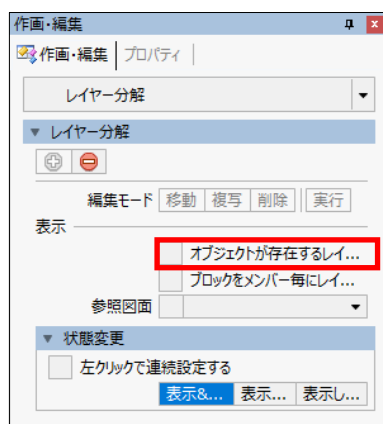 作画・編集
作画・編集 プロパティ
レイヤー分解
レイヤー分解
編集モード 移動 複写 削除 実行
表示
オブジェクトが存在するレイ...
ブロックをメンバー毎にレイ...
参照図面
状態変更
左クリックで連続設定する
表示&... 表示... 表示し...